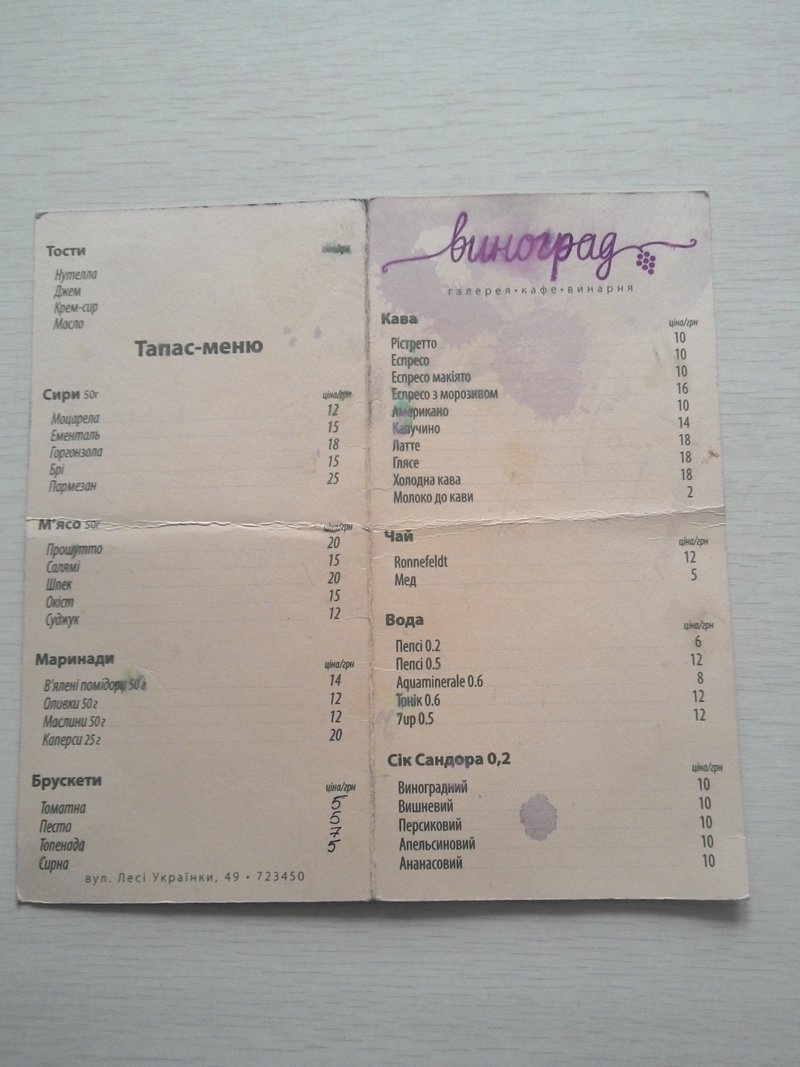 Тости
Нутелла
Джем
Крем-сир
Масло
Тапас-меню
Сири 50г ціна/грн
Моцарела 12
Ементаль 15
Горгонзола 18
Брі 15
Пармезан 25
М'ясо 50г ціна/грн
Прошутто 20
Салямі 15
Шпек 20
Окіст 15
Суджук 12
Маринади ціна/грн
В'ялені помідори 50 г 14
Оливки 50 г 12
Маслини 50 г 12
Каперси 25 г 20
Брускети ціна/грн
Томатна 5
Песто 5
Топенада 7
Сирна 5
вул. Лесі Українки, 49 • 723450
виноград
галерея•кафе•винарня
Кава ціна/грн
Рістретто 10
Еспресо 10
Еспресо макіято 10
Еспресо з морозивом 16
Американо 10
Капучино 14
Латте 18
Глясе 18
Холодна кава 18
Молоко до кави 2
Чай ціна/грн
Ronnefeldt 12
Мед 5
Вода ціна/грн
Пепсі 0.2 6
Пепсі 0.5 12
Aquaminerale 0.6 8
Тонік 0.6 12
7up 0.5 12
Сік Сандора 0,2 ціна/грн
Виноградний 10
Вишневий 10
Персиковий 10
Апельсиновий 10
Ананасовий 10